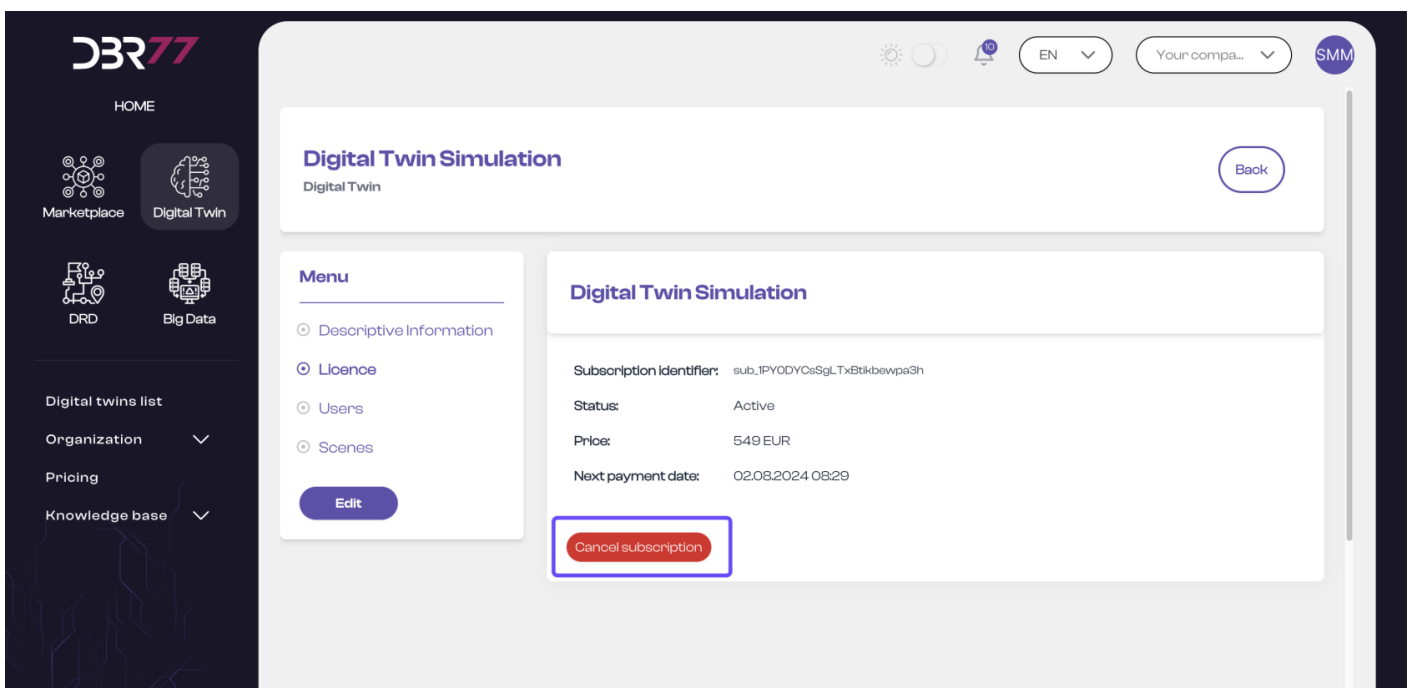 DBR77
10
EN
Your compa...
SMM
HOME
Marketplace
Digital Twin
DRD
Big Data
Digital twins list
Organization
Pricing
Knowledge base
Digital Twin Simulation
Digital Twin
Back
Menu
Descriptive Information
Licence
Users
Scenes
Edit
Digital Twin Simulation
Subscription identifier: sub_1PY0DYCsSgLTxBtikbewpa3h
Status: Active
Price: 549 EUR
Next payment date: 02.08.2024 08:29
Cancel subscription